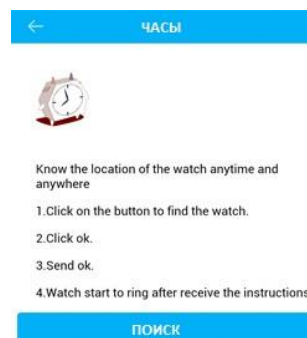 ЧАСЫ
Know the location of the watch anytime and
anywhere
1.Click on the button to find the watch.
2.Click ok.
3.Send ok.
4.Watch start to ring after receive the instructions
ПОИСК